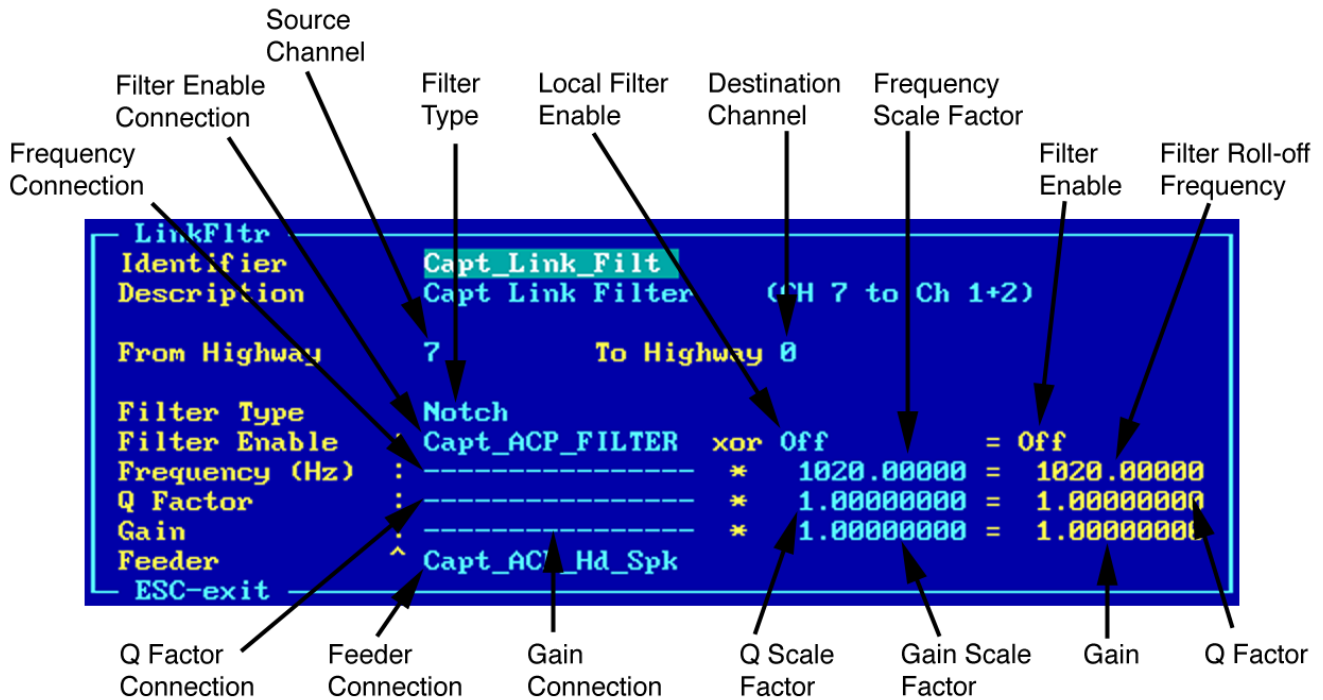 Source
Channel
Filter Enable
Connection
Filter
Type
Local Filter
Enable
Destination
Channel
Frequency
Scale Factor
Frequency
Connection
Filter
Enable
Filter Roll-off
Frequency
LinkFltr
Identifier Capt_Link_Filt
Description Capt Link Filter (CH 7 to Ch 1+2)
From Highway 7 To Highway 0
Filter Type Notch
Filter Enable ^ Capt_ACP_FILTER xor Off = Off
Frequency (Hz) :---------------- * 1020.00000 = 1020.00000
Q Factor :---------------- * 1.00000000 = 1.00000000
Gain :---------------- * 1.00000000 = 1.00000000
Feeder ^ Capt_ACP_Hd_Spk
ESC-exit
Q Factor
Connection
Feeder
Connection
Gain
Connection
Q Scale
Factor
Gain Scale
Factor
Gain
Q Factor